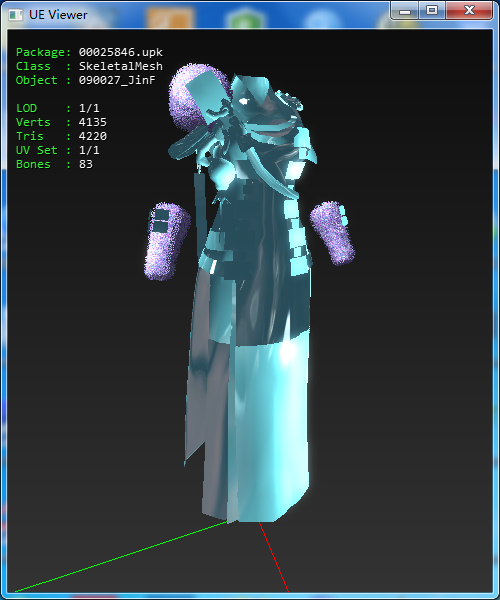 UE Viewer
Package: 00025846.upk
Class  : SkeletalMesh
Object : 090027_JinF
LOD    : 1/1
Verts  : 4135
Tris   : 4220
UV Set : 1/1
Bones  : 83